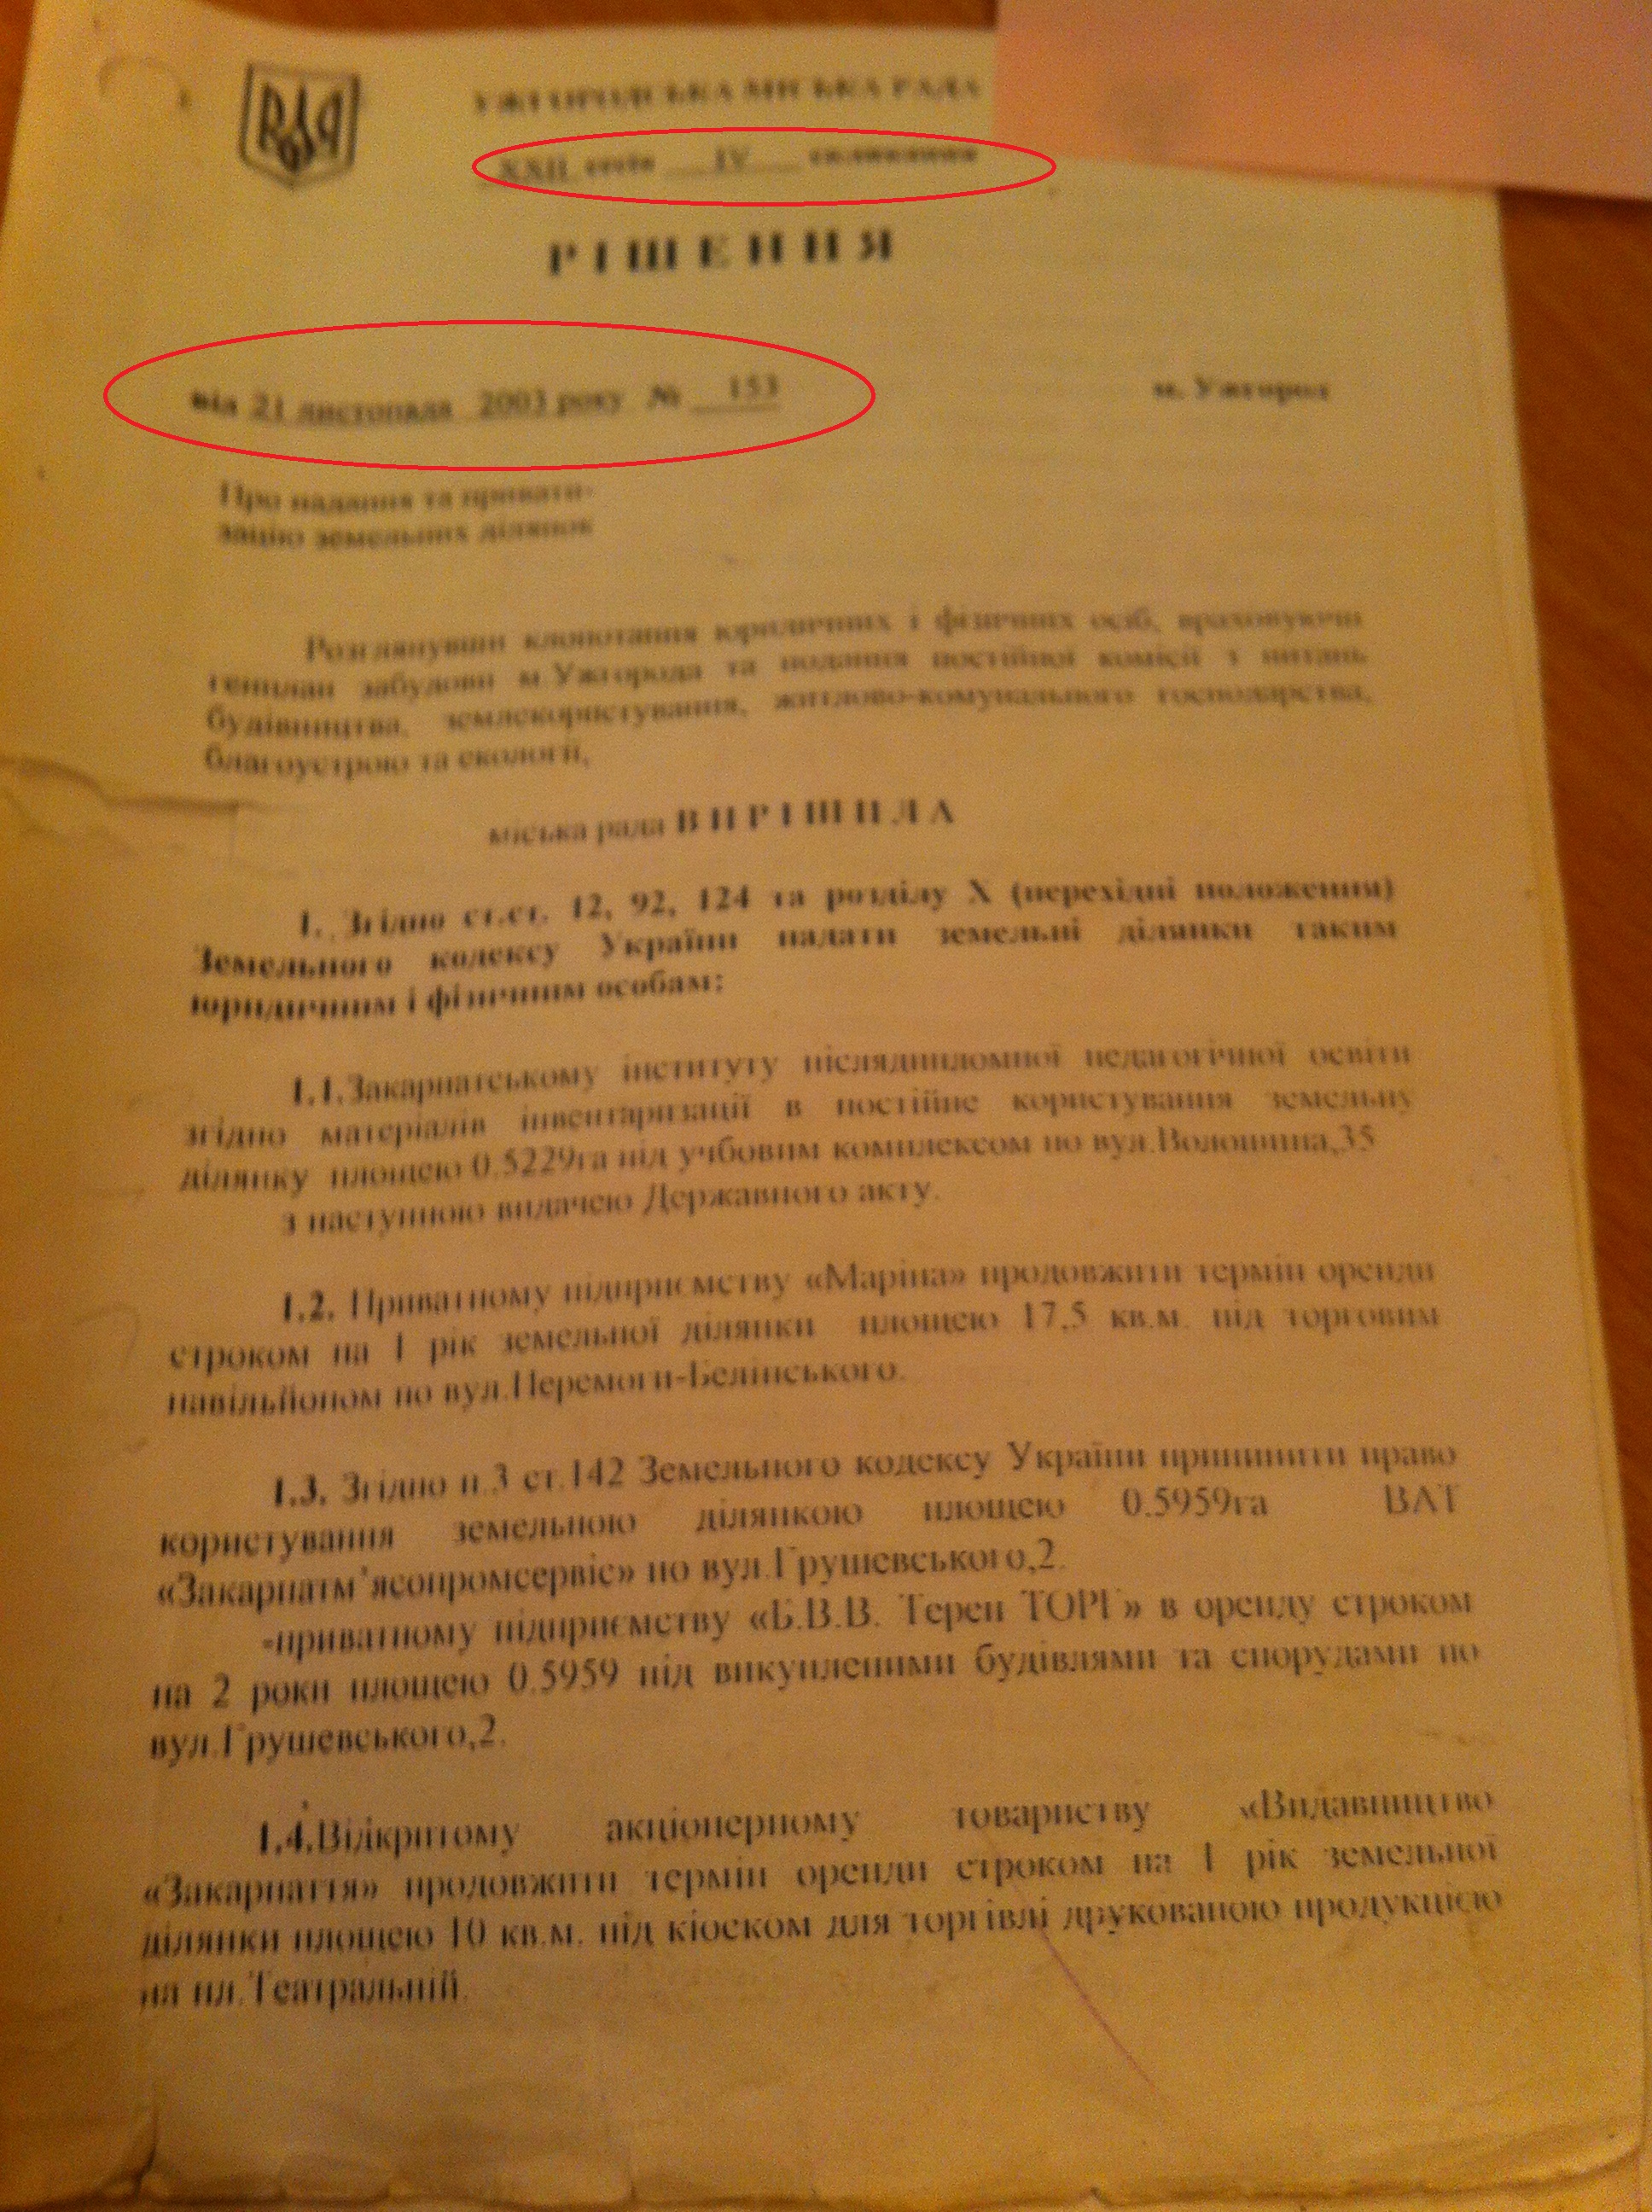 УЖГОРОДСЬКА МІСЬКА РАДА
XXII сесія IV скликання
РІШЕННЯ
від 21 листопада 2003 року № 153 м. Ужгород
Про надання та привати-
зацію земельних ділянок
Розглянувши клопотання юридичних і фізичних осіб, враховуючи
генплан забудови м.Ужгорода та подання постійної комісії з питань
будівництва, землекористування, житлово-комунального господарства,
благоустрою та екології,
міська рада ВИРІШИЛА
1. Згідно ст.ст. 12, 92, 124 та розділу X (перехідні положення)
Земельного кодексу України надати земельні ділянки таким
юридичним і фізичним особам:
1.1.Закарпатському інституту післядипломної педагогічної освіти
згідно матеріалів інвентаризації в постійне користування земельну
ділянку площею 0.5229га під учбовим комплексом по вул.Волошина,35
з наступною видачею Державного акту.
1.2. Приватному підприємству «Маріна» продовжити термін оренди
строком на 1 рік земельної ділянки площею 17,5 кв.м. під торговим
павільйоном по вул.Перемоги-Белінського.
1.3. Згідно п.3 ст.142 Земельного кодексу України припинити право
користування земельною ділянкою площею 0.5959га ВАТ
«Закарпатм'ясопромсервіс» по вул.Грушевського,2.
-приватному підприємству «Б.В.В. Терен ТОРГ» в оренду строком
на 2 роки площею 0.5959 під викупленими будівлями та спорудами по
вул.Грушевського,2.
1.4.Відкритому акціонерному товариству «Видавництво
«Закарпаття» продовжити термін оренди строком на 1 рік земельної
ділянки площею 10 кв.м. під кіоском для торгівлі друкованою продукцією
на пл.Театральній.